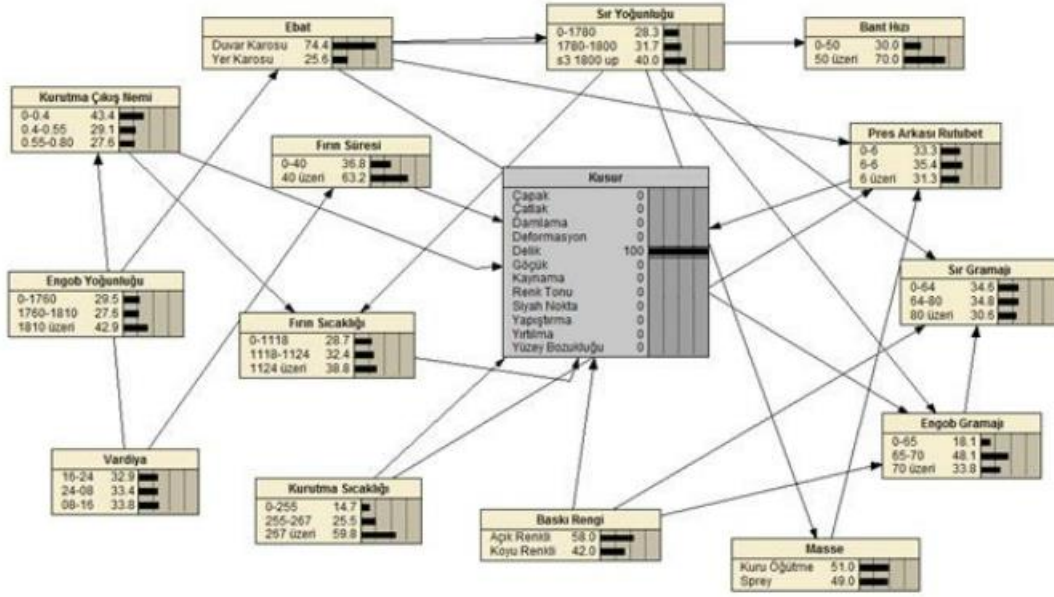 Ebat
Duvar Karosu 74.4
Yer Karosu 25.6
Sır Yoğunluğu
0-1780 28.3
1780-1800 31.7
s3 1800 up 40.0
Bant Hızı
0-50 30.0
50 üzeri 70.0
Kurutma Çıkış Nemi
0-0.4 43.4
0.4-0.55 29.1
0.55-0.80 27.6
Fırın Süresi
0-40 36.8
40 üzeri 63.2
Pres Arkası Rutubet
0-6 33.3
6-6 35.4
6 üzeri 31.3
Kusur
Çapak 0
Çatlak 0
Damlama 0
Deformasyon 0
Delik 100
Göçük 0
Kaynama 0
Renk Tonu 0
Siyah Nokta 0
Yapıştırma 0
Yırtılma 0
Yüzey Bozukluğu 0
Engob Yoğunluğu
0-1760 29.5
1760-1810 27.6
1810 üzeri 42.9
Fırın Sıcaklığı
0-1118 28.7
1118-1124 32.4
1124 üzeri 38.8
Sır Gramajı
0-64 34.6
64-80 34.8
80 üzeri 30.6
Engob Gramajı
0-65 18.1
65-70 48.1
70 üzeri 33.8
Vardiya
16-24 32.9
24-08 33.4
08-16 33.8
Kurutma Sıcaklığı
0-255 14.7
255-267 25.5
267 üzeri 59.8
Baskı Rengi
Açık Renkli 58.0
Koyu Renkli 42.0
Masse
Kuru Öğütme 51.0
Sprey 49.0